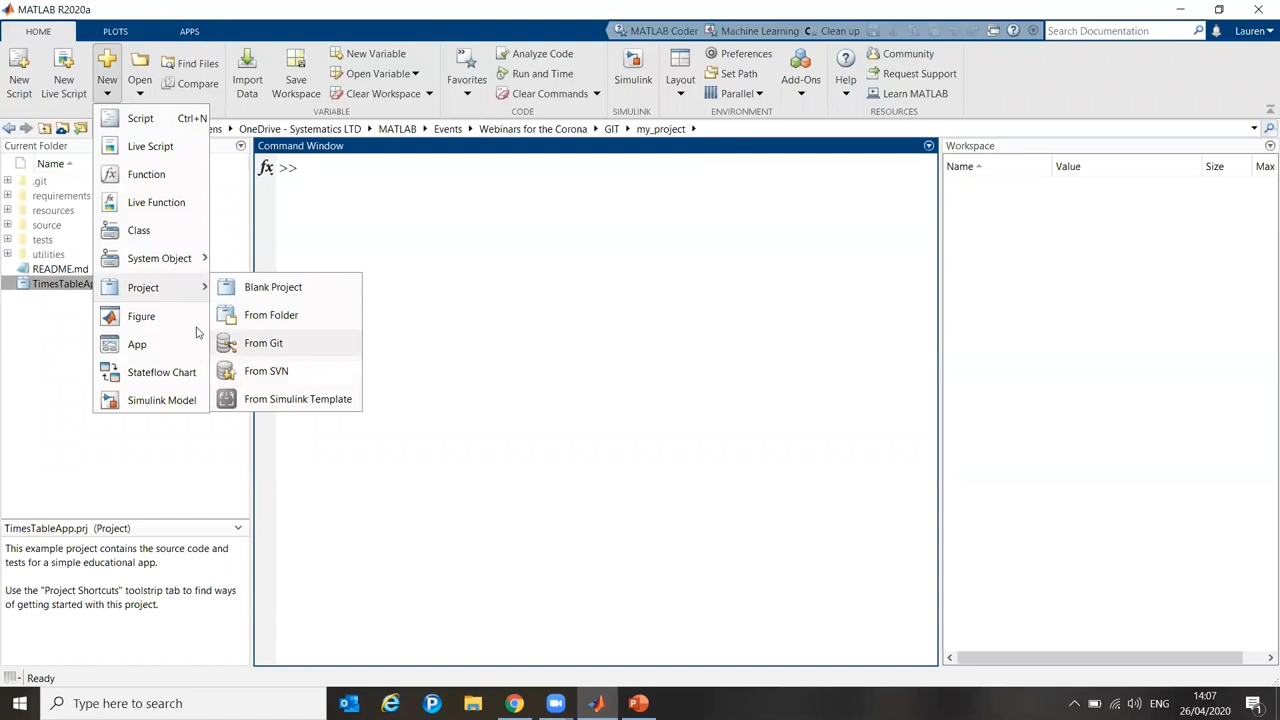 MATLAB R2020a
HOME PLOTS APPS
MATLAB Coder Machine Learning Clean up
Search Documentation
Lauren
New Script
New Live Script
New
Open
Find Files
Compare
Import Data
Save Workspace
New Variable
Open Variable
Clear Workspace
VARIABLE
Favorites
Analyze Code
Run and Time
Clear Commands
CODE
Simulink
SIMULINK
Layout
Preferences
Set Path
Parallel
Add-Ons
ENVIRONMENT
Help
Community
Request Support
Learn MATLAB
RESOURCES
OneDrive - Systematics LTD MATLAB Events Webinars for the Corona GIT my_project
Current Folder
Name
.git
requirements
resources
source
tests
utilities
README.md
TimesTableAp
Script Ctrl+N
Live Script
Function
Live Function
Class
System Object
Project
Figure
App
Stateflow Chart
Simulink Model
Blank Project
From Folder
From Git
From SVN
From Simulink Template
Command Window
fx >>
Workspace
Name Value Size Max
TimesTableApp.prj (Project)
This example project contains the source code and
tests for a simple educational app.
Use the "Project Shortcuts" toolstrip tab to find ways
of getting started with this project.
Ready
Type here to search
ENG
14:07
26/04/2020